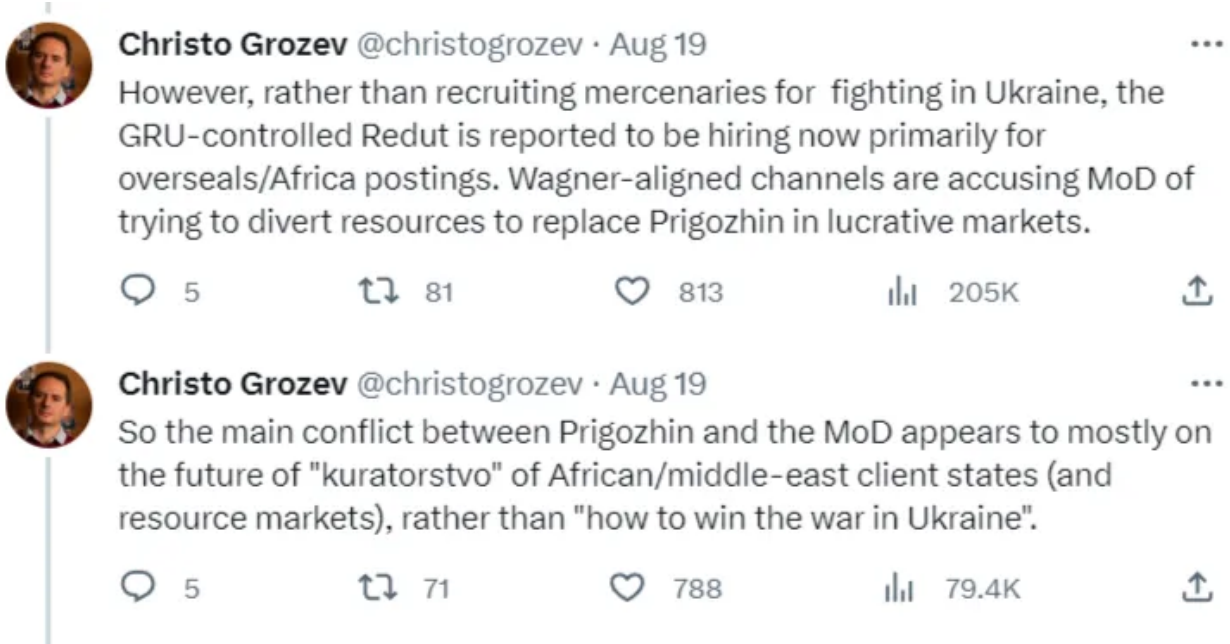 Christo Grozev @christogrozev · Aug 19
However, rather than recruiting mercenaries for  fighting in Ukraine, the
GRU-controlled Redut is reported to be hiring now primarily for
overseals/Africa postings. Wagner-aligned channels are accusing MoD of
trying to divert resources to replace Prigozhin in lucrative markets.
5 81 813 205K
Christo Grozev @christogrozev · Aug 19
So the main conflict between Prigozhin and the MoD appears to mostly on
the future of "kuratorstvo" of African/middle-east client states (and
resource markets), rather than "how to win the war in Ukraine".
5 71 788 79.4K